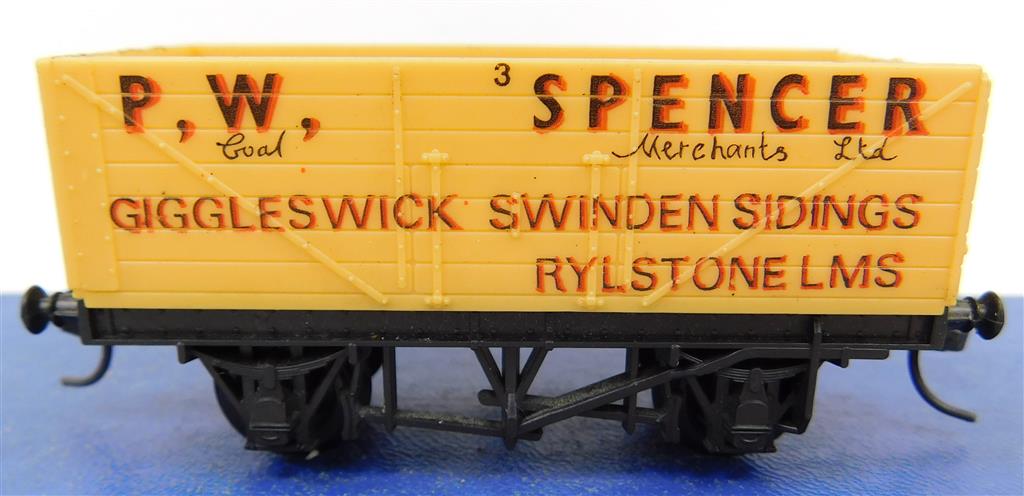 P.W. 3 SPENCER
Coal Merchants Ltd
GIGGLESWICK SWINDEN SIDINGS
RYLSTONE LMS